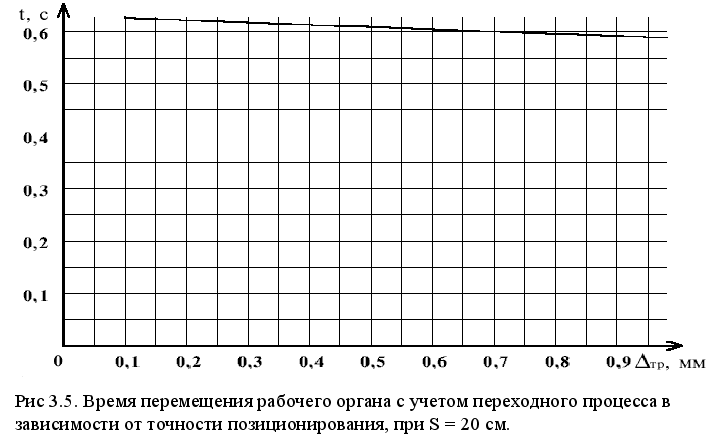 t, с
0,6
0,5
0,4
0,3
0,2
0,1
0 0,1 0,2 0,3 0,4 0,5 0,6 0,7 0,8 0,9 Δтр, мм
Рис 3.5. Время перемещения рабочего органа с учетом переходного процесса в
зависимости от точности позиционирования, при S = 20 см.